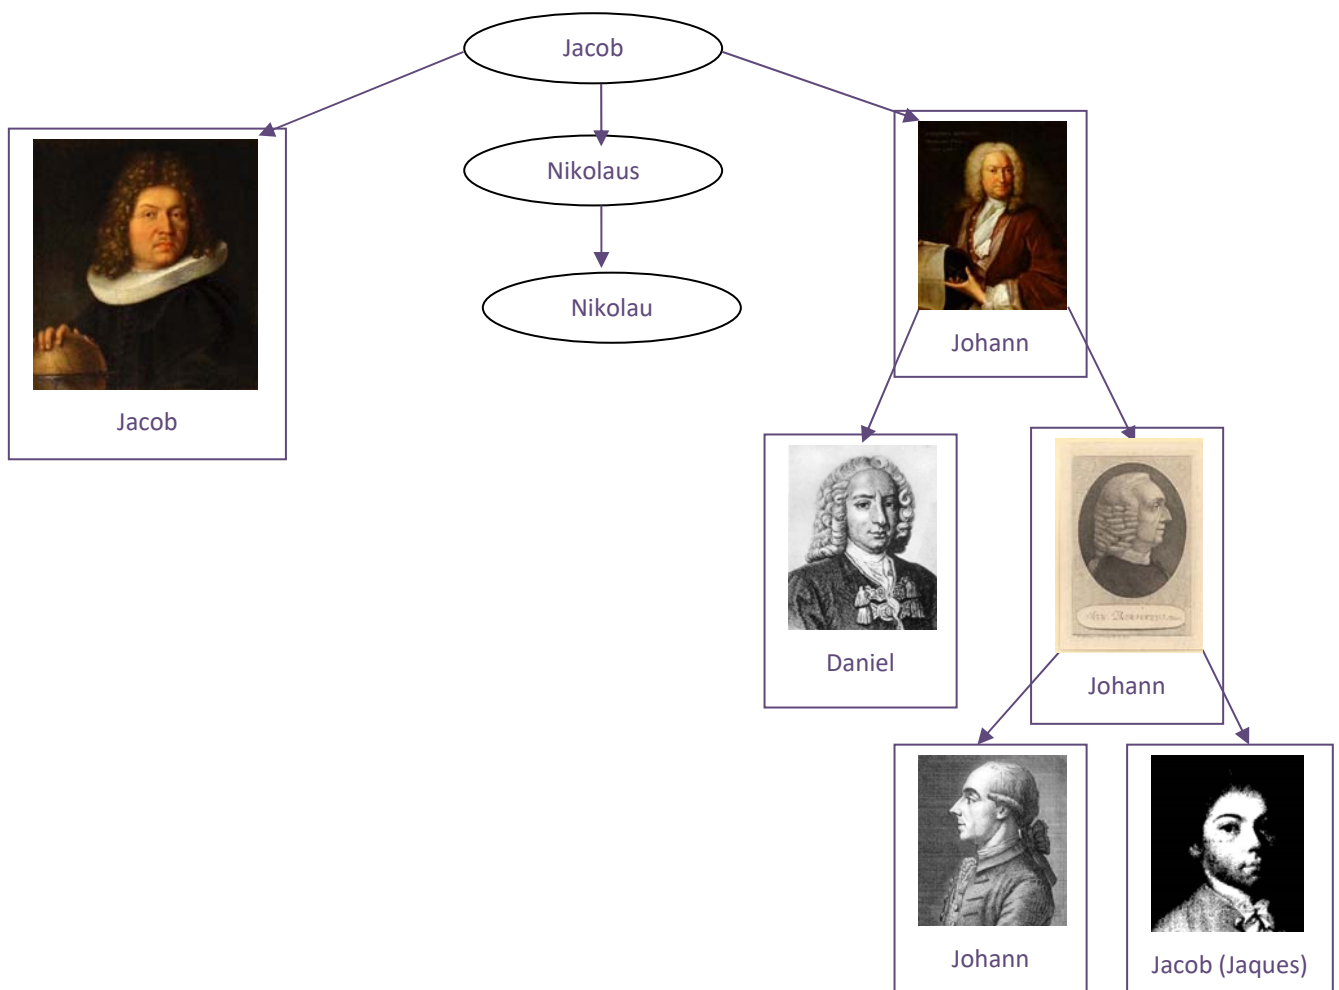 Jacob
Nikolaus
Nikolau
Jacob
Johann
Daniel
Johann
Johann
Jacob (Jaques)